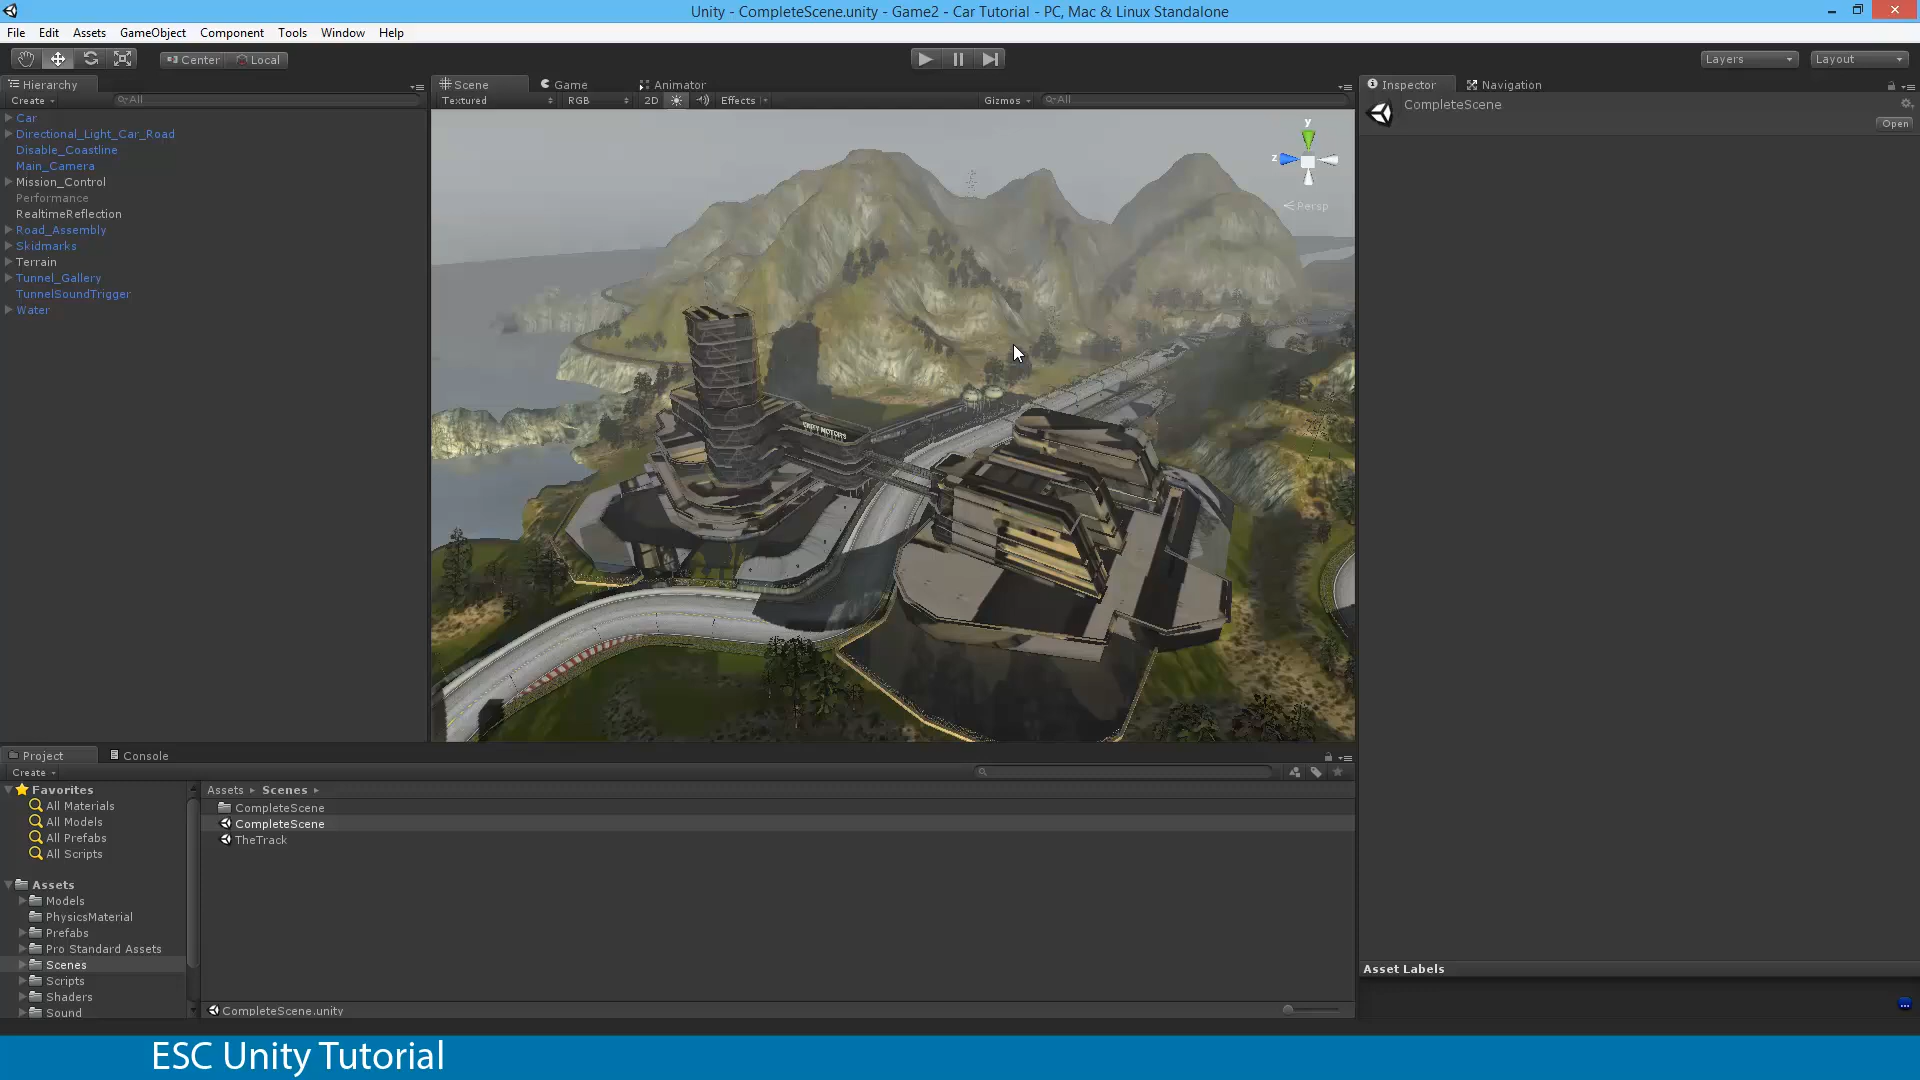 Unity - CompleteScene.unity - Game2 - Car Tutorial - PC, Mac & Linux Standalone
File Edit Assets GameObject Component Tools Window Help
Center Local Layers Layout
Hierarchy
Create All
Car
Directional_Light_Car_Road
Disable_Coastline
Main_Camera
Mission_Control
Performance
RealtimeReflection
Road_Assembly
Skidmarks
Terrain
Tunnel_Gallery
TunnelSoundTrigger
Water
Scene Game Animator
Textured RGB 2D Effects Gizmos All
y
z
Persp
UNITY MOTORS
Inspector Navigation
CompleteScene
Open
Project Console
Create
Favorites
All Materials
All Models
All Prefabs
All Scripts
Assets
Models
PhysicsMaterial
Prefabs
Pro Standard Assets
Scenes
Scripts
Shaders
Sound
Assets Scenes
CompleteScene
CompleteScene
TheTrack
CompleteScene.unity
Asset Labels
ESC Unity Tutorial